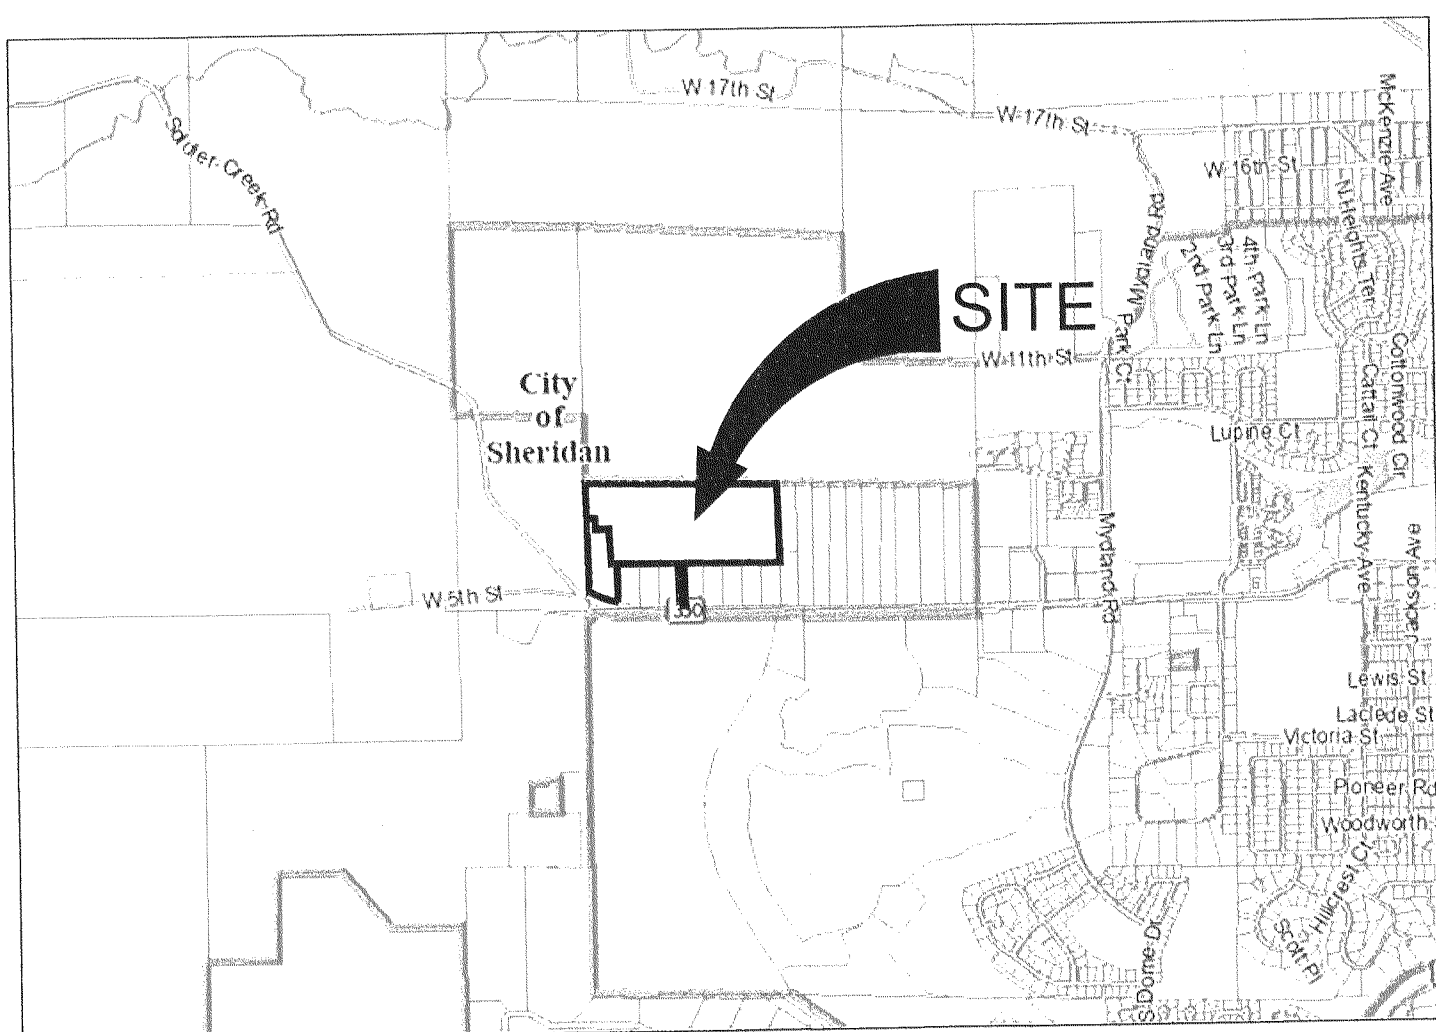 W 17th St
W 17th St
McKenzie Ave
Soldier Creek Rd
W 16th St
N Heights Ter
N Mydland Rd
4th Park Ln
3rd Park Ln
2nd Park Ln
SITE
Park Ct
W 11th St
Cottonwood Cir
Cattail Ct
City
of
Sheridan
Lupine Ct
Kentucky Ave
Mydland Rd
Jackson Ave
W 5th St
330
Lewis St
Laclede St
Victoria St
Pioneer Rd
Woodworth
Hillcrest Ct
Scott Pl
S Dome Dr